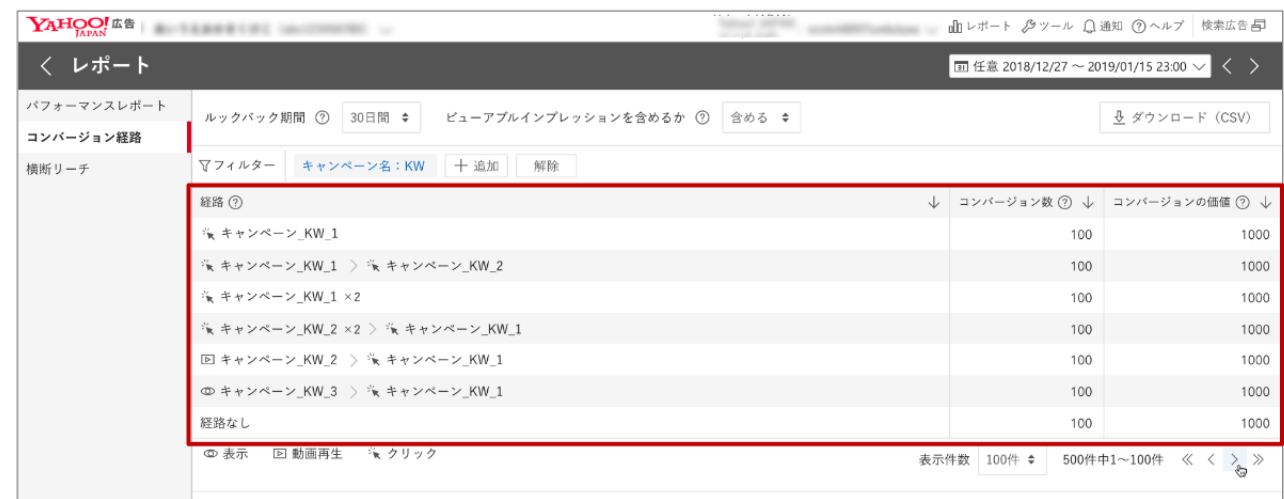 YAHOO! JAPAN 広告 レポート ツール 通知 ヘルプ 検索広告
レポート 任意 2018/12/27 ～ 2019/01/15 23:00
パフォーマンスレポート
コンバージョン経路
横断リーチ
ルックバック期間 30日間 ビューアブルインプレッションを含めるか 含める ダウンロード（CSV）
フィルター キャンペーン名：KW ＋ 追加 解除
経路 コンバージョン数 コンバージョンの価値
キャンペーン_KW_1 100 1000
キャンペーン_KW_1 > キャンペーン_KW_2 100 1000
キャンペーン_KW_1 ×2 100 1000
キャンペーン_KW_2 ×2 > キャンペーン_KW_1 100 1000
キャンペーン_KW_2 > キャンペーン_KW_1 100 1000
キャンペーン_KW_3 > キャンペーン_KW_1 100 1000
経路なし 100 1000
表示 動画再生 クリック
表示件数 100件 500件中1～100件